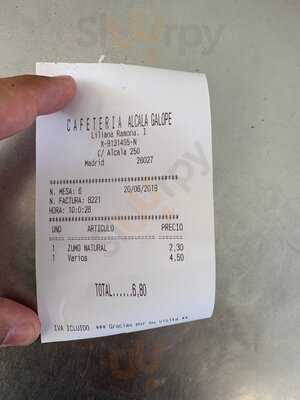 CAFETERIA ALCALA GALOPE
Liliana Ramona. I
X-9131495-N
C/ Alcala 250
Madrid 28027
N. MESA: 6 20/06/2018
N. FACTURA: 8221
HORA: 10:0:28
UND ARTICULO PRECIO
1 ZUMO NATURAL 2,30
1 Varios 4,50
TOTAL......6,80
IVA ICLUIDO *** Gracias por su visita **